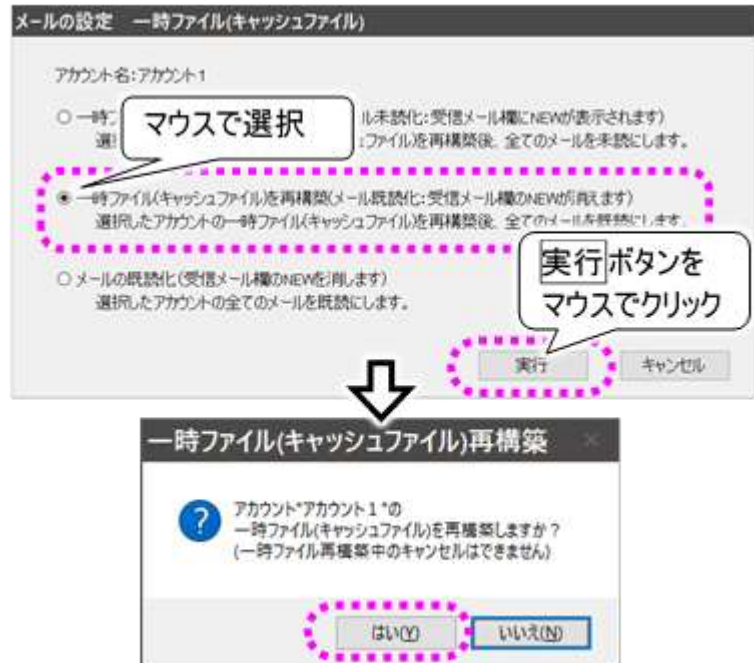 メールの設定 一時ファイル(キャッシュファイル)
アカウント名:アカウント1
○ 一時フ
ル未読化:受信メール欄にNEWが表示されます)
マウスで選択
選
ファイル)を再構築後、全てのメールを未読にします。
一時ファイル(キャッシュファイル)を再構築(メール既読化:受信メール欄のNEWが消えます)
選択したアカウントの一時ファイル(キャッシュファイル)を再構築後、全てのメールを既読にします。
○ メールの既読化(受信メール欄のNEWを消します)
選択したアカウントの全てのメールを既読にします。
実行ボタンを
マウスでクリック
実行 キャンセル
一時ファイル(キャッシュファイル)再構築
アカウント"アカウント1"の
一時ファイル(キャッシュファイル)を再構築しますか?
(一時ファイル再構築中のキャンセルはできません)
はい(Y) いいえ(N)